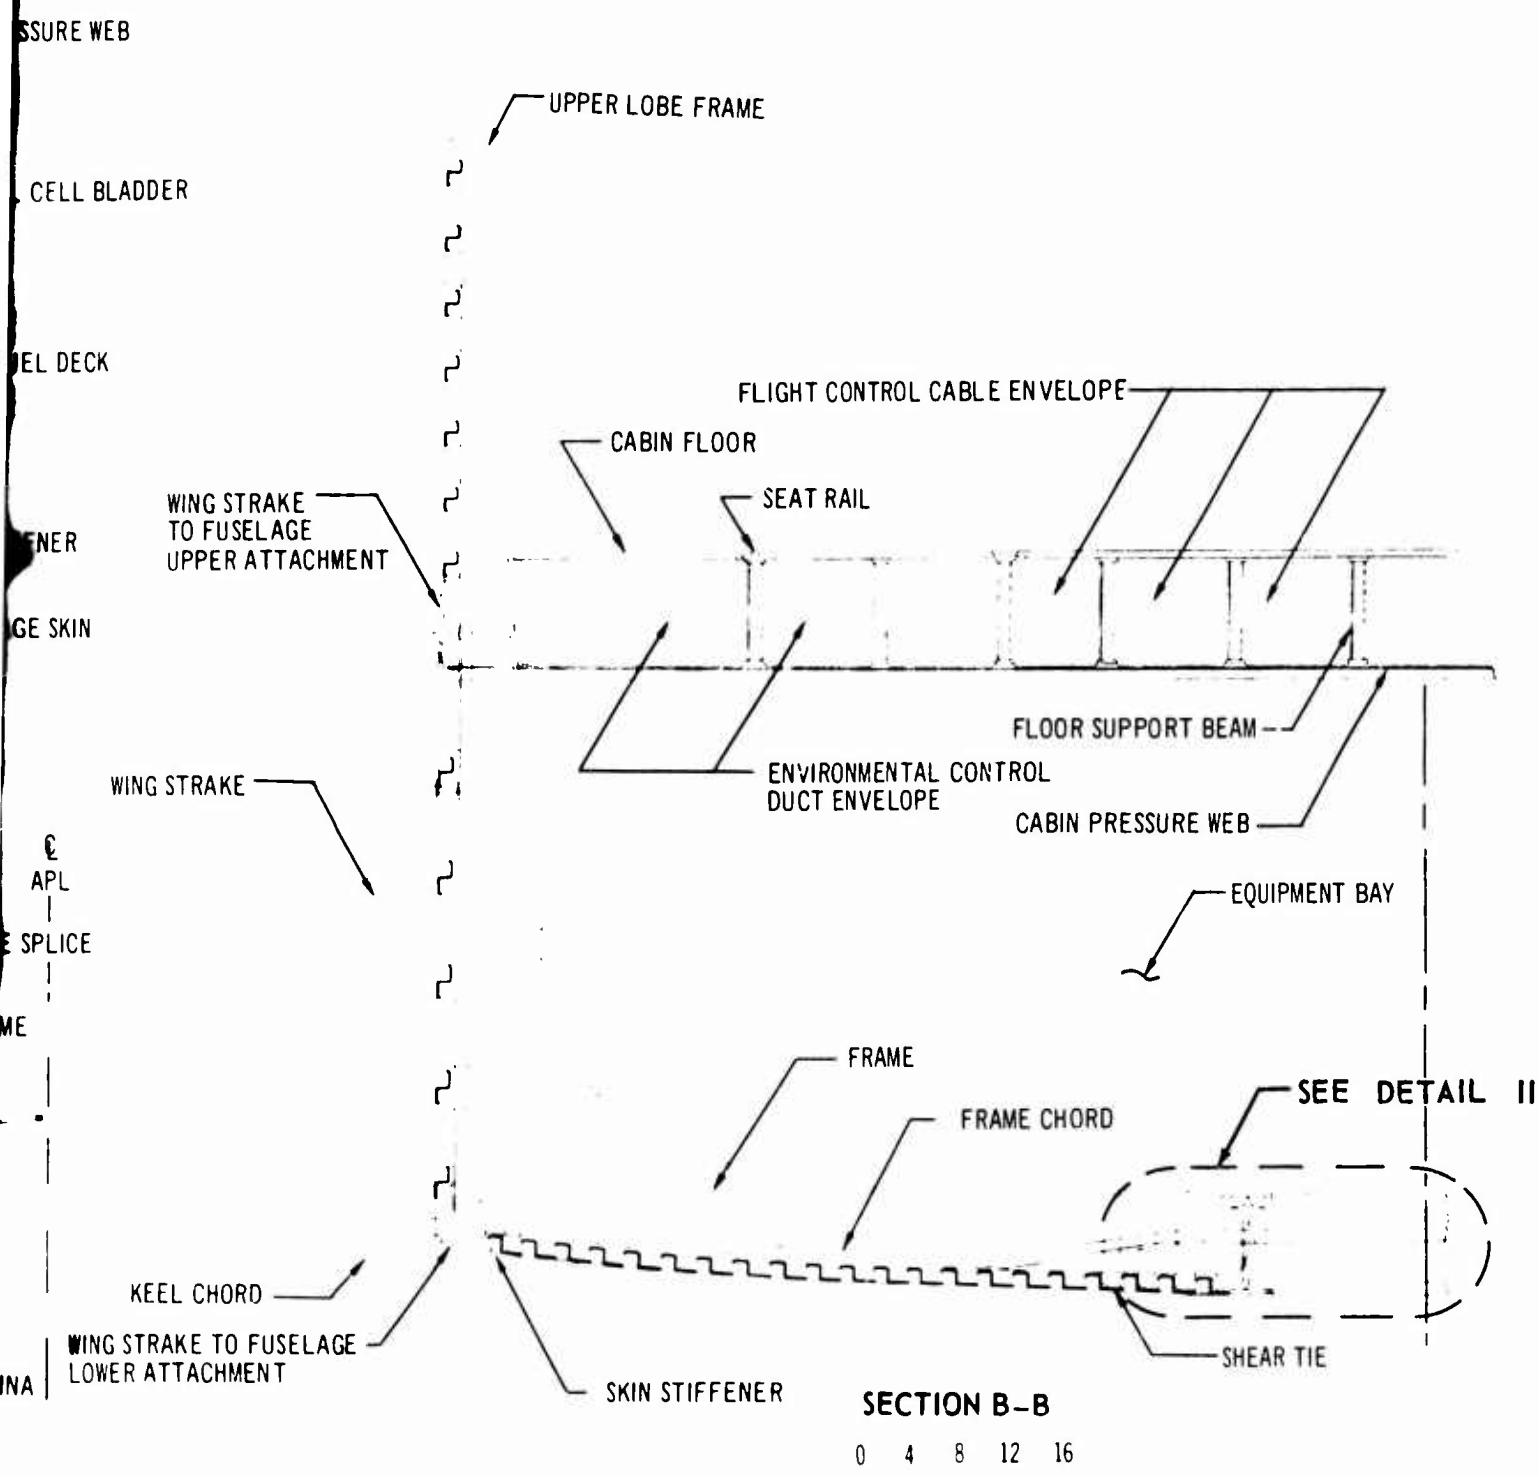 SSURE WEB
UPPER LOBE FRAME
CELL BLADDER
EL DECK
FLIGHT CONTROL CABLE ENVELOPE
CABIN FLOOR
SEAT RAIL
WING STRAKE
TO FUSELAGE
UPPER ATTACHMENT
ENER
GE SKIN
FLOOR SUPPORT BEAM
ENVIRONMENTAL CONTROL
DUCT ENVELOPE
WING STRAKE
CABIN PRESSURE WEB
℄
APL
EQUIPMENT BAY
SPLICE
ME
FRAME
SEE DETAIL II
FRAME CHORD
KEEL CHORD
WING STRAKE TO FUSELAGE
LOWER ATTACHMENT
SHEAR TIE
INA
SKIN STIFFENER
SECTION B-B
0 4 8 12 16